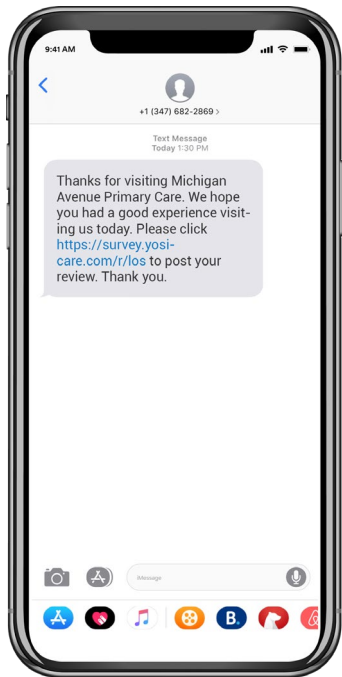 9:41 AM
+1 (347) 682-2869 >
Text Message
Today 1:30 PM
Thanks for visiting Michigan
Avenue Primary Care. We hope
you had a good experience visit-
ing us today. Please click
https://survey.yosi-
care.com/r/los to post your
review. Thank you.
iMessage
B.